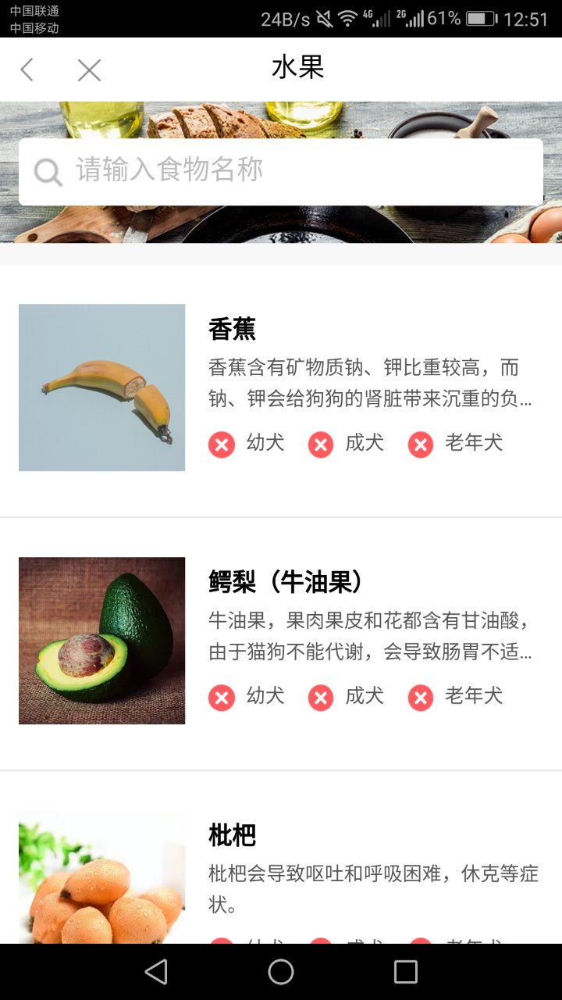 中国联通
中国移动
24B/s 4G 2G 61% 12:51
水果
请输入食物名称
香蕉
香蕉含有矿物质钠、钾比重较高，而
钠、钾会给狗狗的肾脏带来沉重的负...
幼犬 成犬 老年犬
鳄梨（牛油果）
牛油果，果肉果皮和花都含有甘油酸，
由于猫狗不能代谢，会导致肠胃不适...
幼犬 成犬 老年犬
枇杷
枇杷会导致呕吐和呼吸困难，休克等症
状。